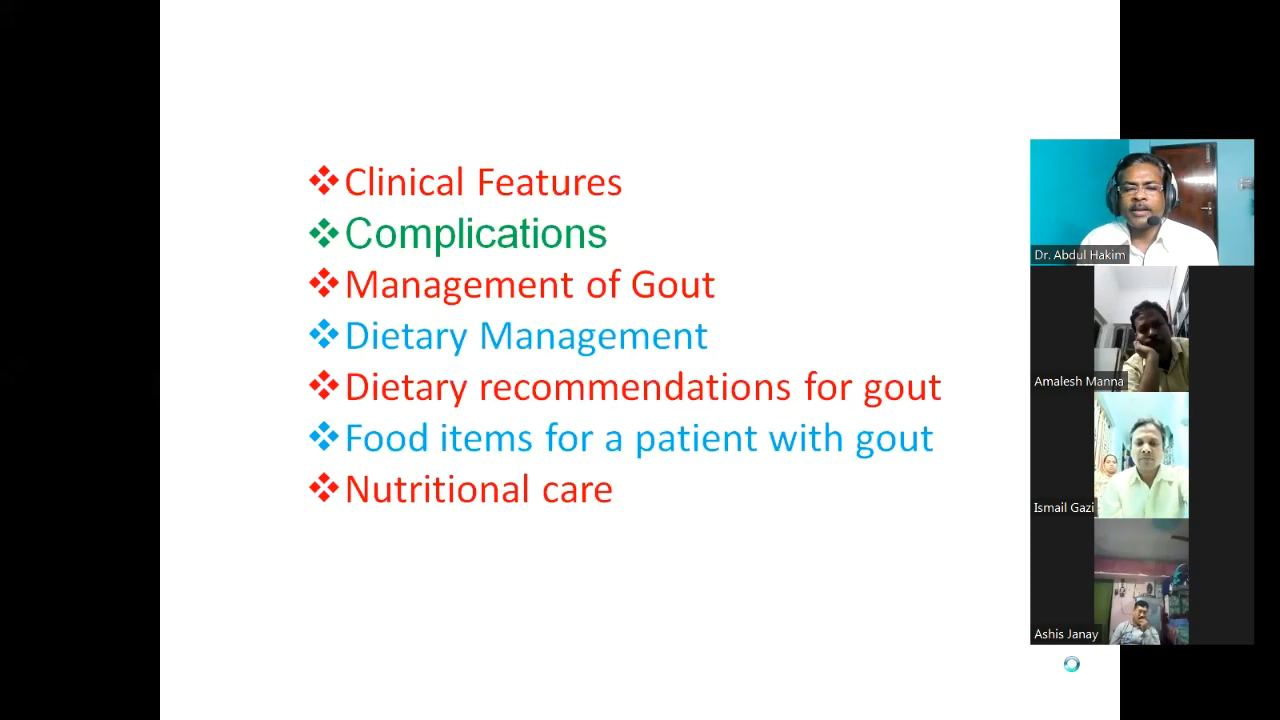 ❖Clinical Features
❖Complications
❖Management of Gout
❖Dietary Management
❖Dietary recommendations for gout
❖Food items for a patient with gout
❖Nutritional care
Dr. Abdul Hakim
Amalesh Manna
Ismail Gazi
Ashis Janay